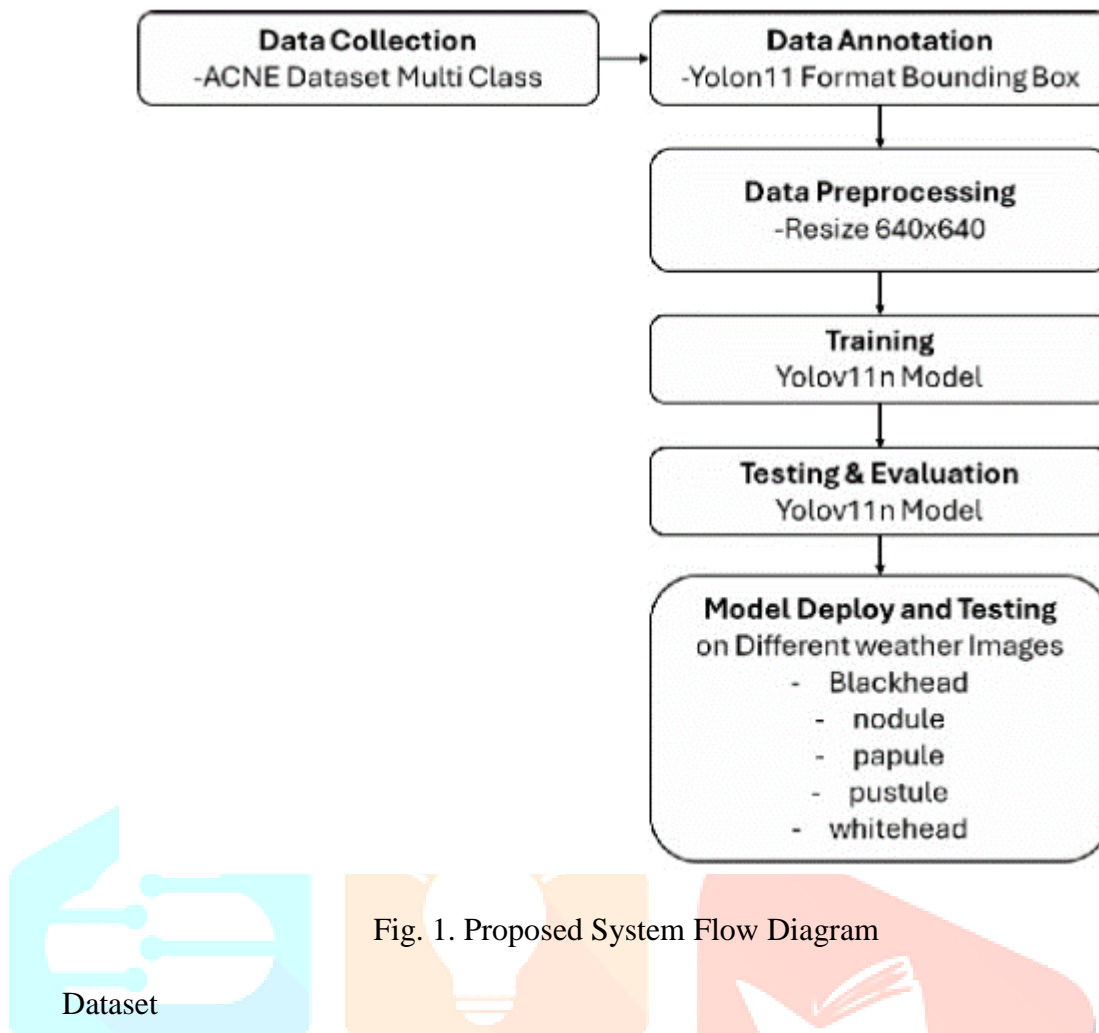 Data Collection
-ACNE Dataset Multi Class
Data Annotation
-Yolon11 Format Bounding Box
Data Preprocessing
-Resize 640x640
Training
Yolov11n Model
Testing & Evaluation
Yolov11n Model
Model Deploy and Testing
on Different weather Images
- Blackhead
- nodule
- papule
- pustule
- whitehead
Fig. 1. Proposed System Flow Diagram
Dataset